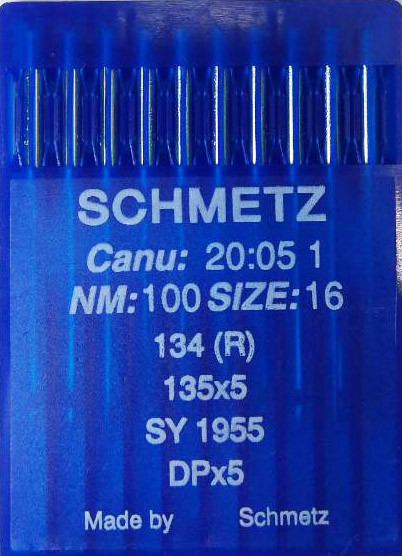 SCHMETZ
Canu: 20:05 1
NM:100 SIZE:16
134 (R)
135x5
SY 1955
DPx5
Made by Schmetz